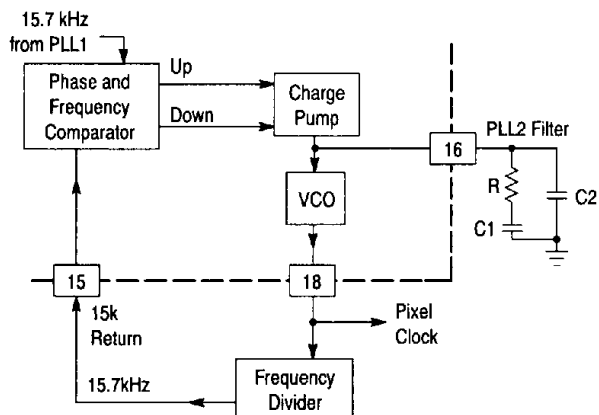 15.7 kHz
from PLL1
Phase and
Frequency
Comparator
Up
Down
Charge
Pump
16
PLL2 Filter
R
C1
C2
VCO
15
18
15k
Return
Pixel
Clock
15.7kHz
Frequency
Divider